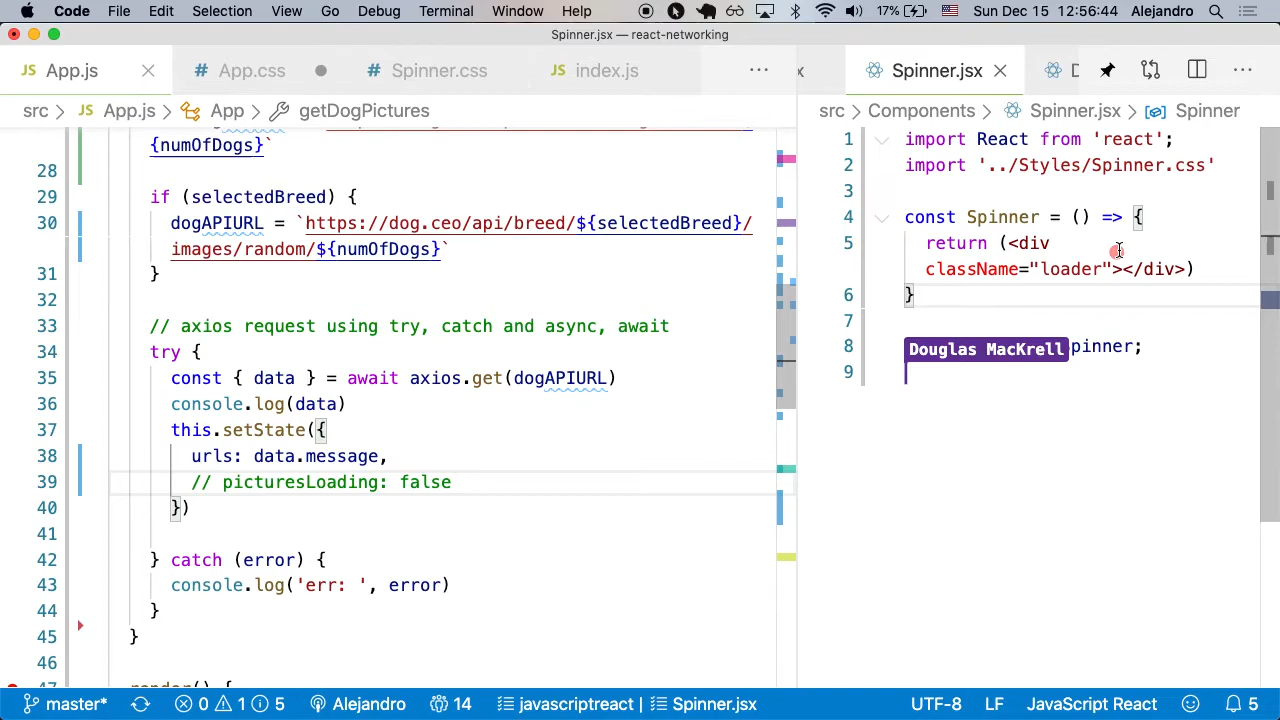 Code File Edit Selection View Go Debug Terminal Window Help 17% Sun Dec 15 12:56:44 Alejandro
Spinner.jsx — react-networking
JS App.js # App.css # Spinner.css JS index.js ...
src > JS App.js > App > getDogPictures
{numOfDogs}`
28
29 if (selectedBreed) {
30 dogAPIURL = `https://dog.ceo/api/breed/${selectedBreed}/
images/random/${numOfDogs}`
31 }
32
33 // axios request using try, catch and async, await
34 try {
35 const { data } = await axios.get(dogAPIURL)
36 console.log(data)
37 this.setState({
38 urls: data.message,
39 // picturesLoading: false
40 })
41
42 } catch (error) {
43 console.log('err: ', error)
44 }
45 }
46
render() {
x Spinner.jsx D ...
src > Components > Spinner.jsx > Spinner
1 import React from 'react';
2 import '../Styles/Spinner.css'
3
4 const Spinner = () => {
5 return (<div
className="loader"></div>)
6 }
7
8 Douglas MacKrell pinner;
9
master* 0 1 5 Alejandro 14 javascriptreact | Spinner.jsx UTF-8 LF JavaScript React 5